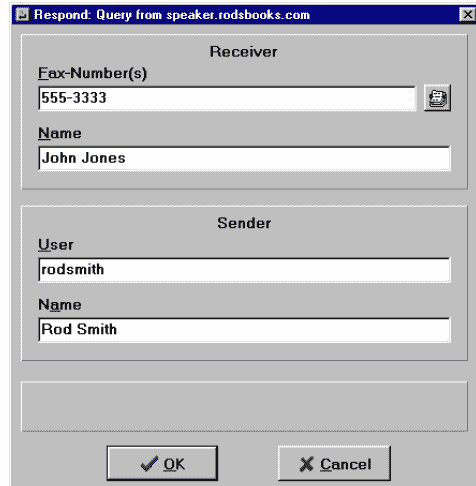 Respond: Query from speaker.rodsbooks.com
Receiver
Fax-Number(s)
555-3333
Name
John Jones
Sender
User
rodsmith
Name
Rod Smith
OK
Cancel